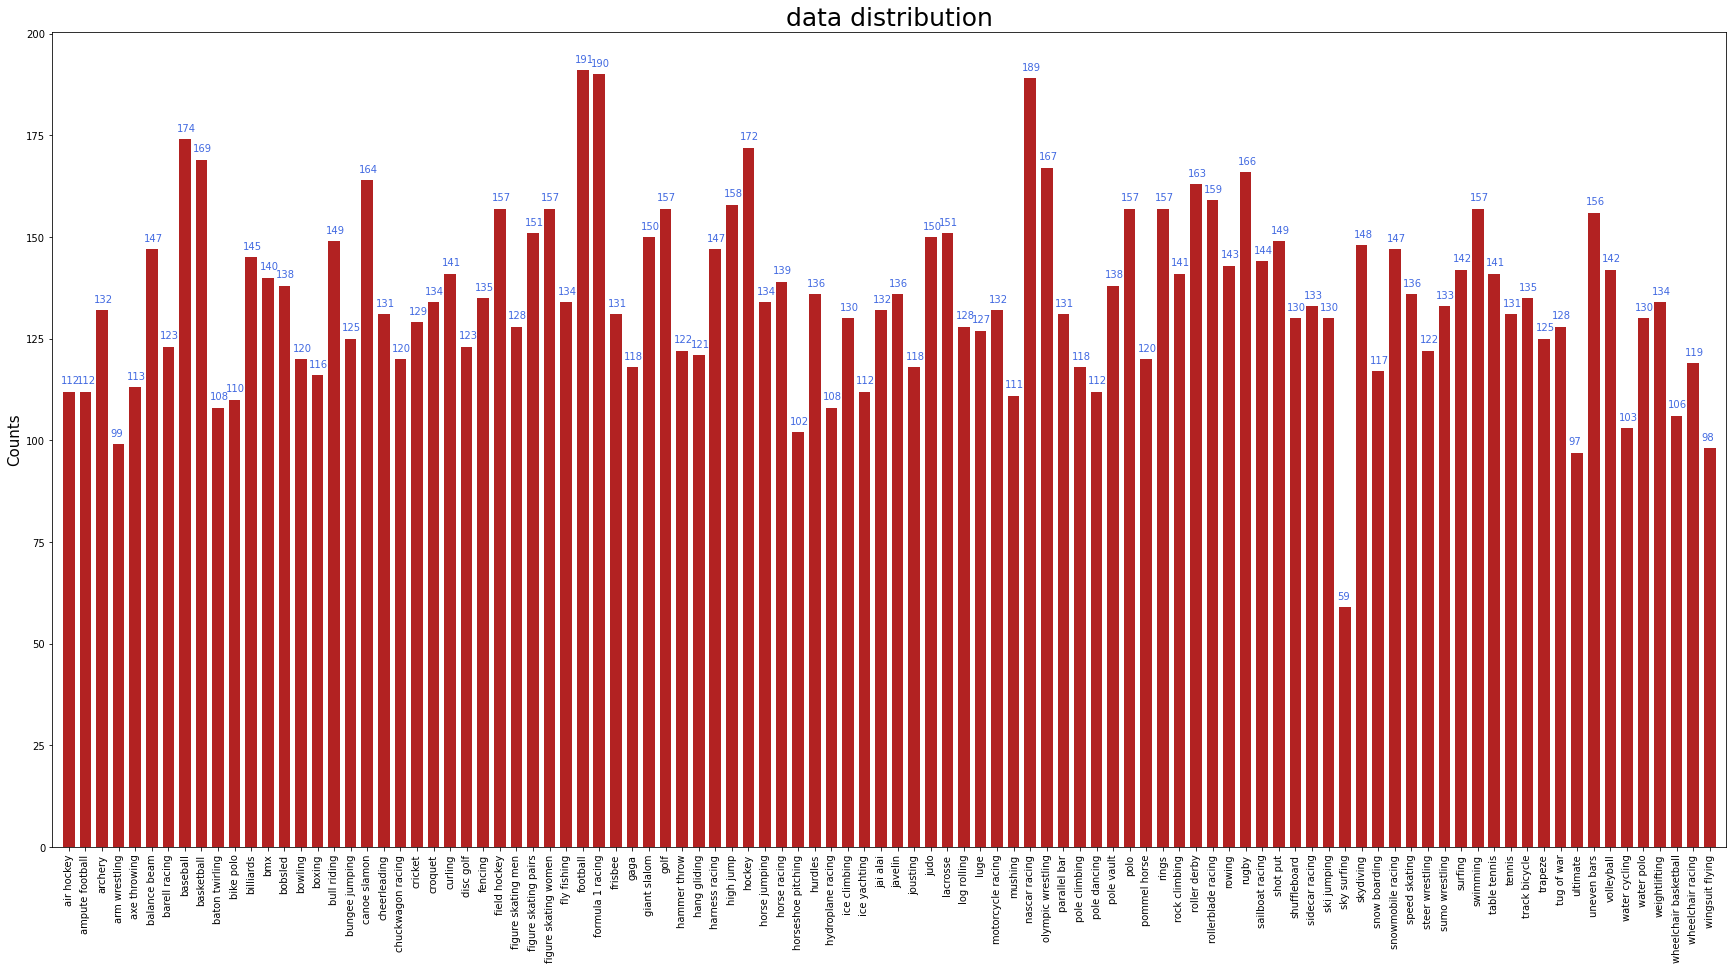 data distribution
Counts
200
175
150
125
100
75
50
25
0
112
112
132
99
113
147
123
174
169
108
110
145
140
138
120
116
149
125
164
131
120
129
134
141
123
135
157
128
151
157
134
191
190
131
118
150
157
122
121
147
158
172
134
139
102
136
108
130
112
132
136
118
150
151
128
127
132
111
189
167
131
118
112
138
157
120
157
141
163
159
143
166
144
149
130
133
130
59
148
117
147
136
122
133
142
157
141
131
135
125
128
97
156
142
103
130
134
106
119
98
air hockey
ampute football
archery
arm wrestling
axe throwing
balance beam
barell racing
baseball
basketball
baton twirling
bike polo
billiards
bmx
bobsled
bowling
boxing
bull riding
bungee jumping
canoe slamon
cheerleading
chuckwagon racing
cricket
croquet
curling
disc golf
fencing
field hockey
figure skating men
figure skating pairs
figure skating women
fly fishing
football
formula 1 racing
frisbee
gaga
giant slalom
golf
hammer throw
hang gliding
harness racing
high jump
hockey
horse jumping
horse racing
horseshoe pitching
hurdles
hydroplane racing
ice climbing
ice yachting
jai alai
javelin
jousting
judo
lacrosse
log rolling
luge
motorcycle racing
mushing
nascar racing
olympic wrestling
parallel bar
pole climbing
pole dancing
pole vault
polo
pommel horse
rings
rock climbing
roller derby
rollerblade racing
rowing
rugby
sailboat racing
shot put
shuffleboard
sidecar racing
ski jumping
sky surfing
skydiving
snow boarding
snowmobile racing
speed skating
steer wrestling
sumo wrestling
surfing
swimming
table tennis
tennis
track bicycle
trapeze
tug of war
ultimate
uneven bars
volleyball
water cycling
water polo
weightlifting
wheelchair basketball
wheelchair racing
wingsuit flying